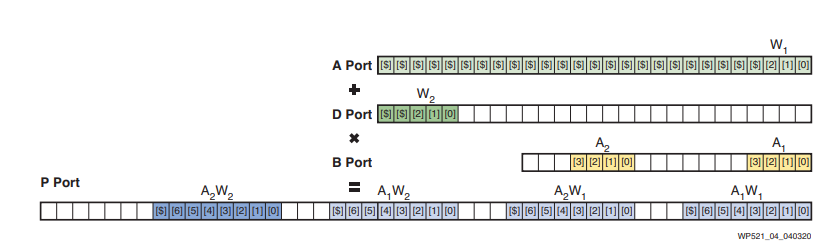 W1
A Port [$] [$] [$] [$] [$] [$] [$] [$] [$] [$] [$] [$] [$] [$] [$] [$] [$] [$] [$] [$] [$] [$] [$] [$] [2] [1] [0]
+
W2
D Port [$] [$] [2] [1] [0]
×
A2 A1
B Port [3] [2] [1] [0] [3] [2] [1] [0]
=
P Port
A2W2 A1W2 A2W1 A1W1
[$] [6] [5] [4] [3] [2] [1] [0] [$] [6] [5] [4] [3] [2] [1] [0] [$] [6] [5] [4] [3] [2] [1] [0] [$] [6] [5] [4] [3] [2] [1] [0]
WP521_04_040320